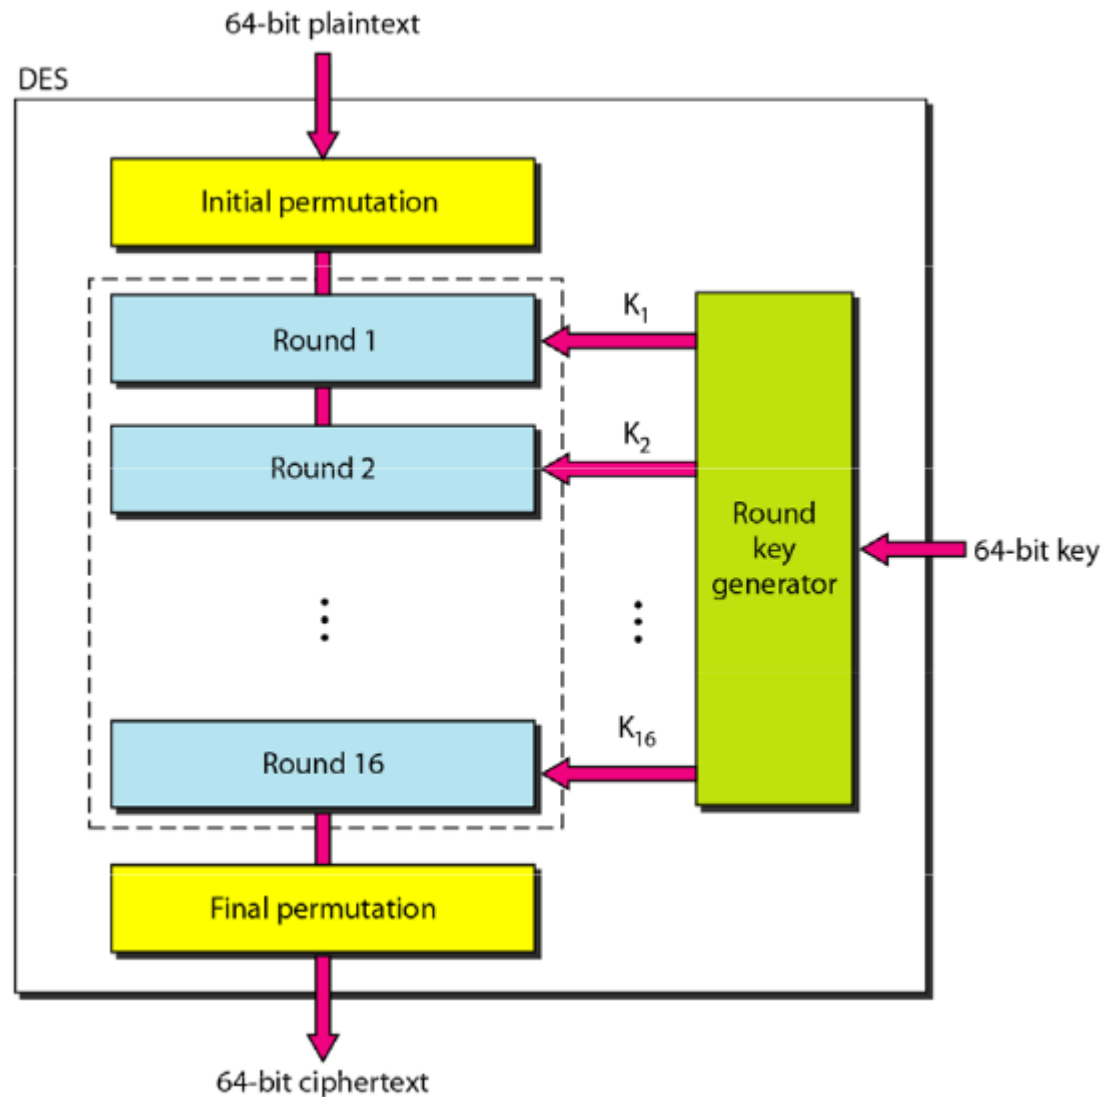 64-bit plaintext
DES
Initial permutation
Round 1
K1
Round 2
K2
Round
key
generator
64-bit key
⋮
⋮
Round 16
K16
Final permutation
64-bit ciphertext